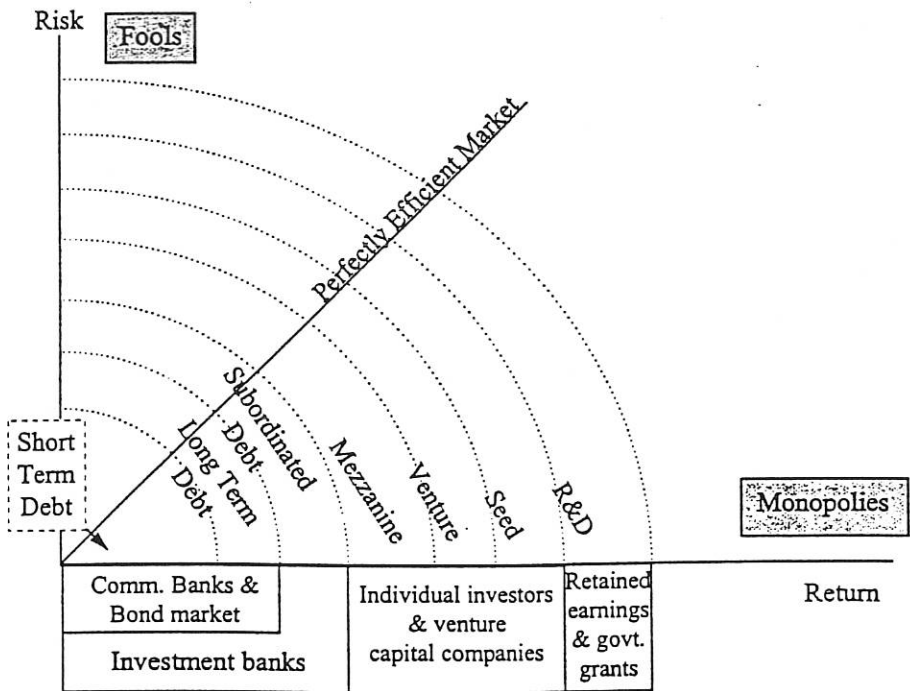 Risk
Fools
Perfectly Efficient Market
Short
Term
Debt
Long Term
Debt
Subordinated
Debt
Mezzanine
Venture
Seed
R&D
Monopolies
Return
Comm. Banks &
Bond market
Investment banks
Individual investors
& venture
capital companies
Retained
earnings
& govt.
grants